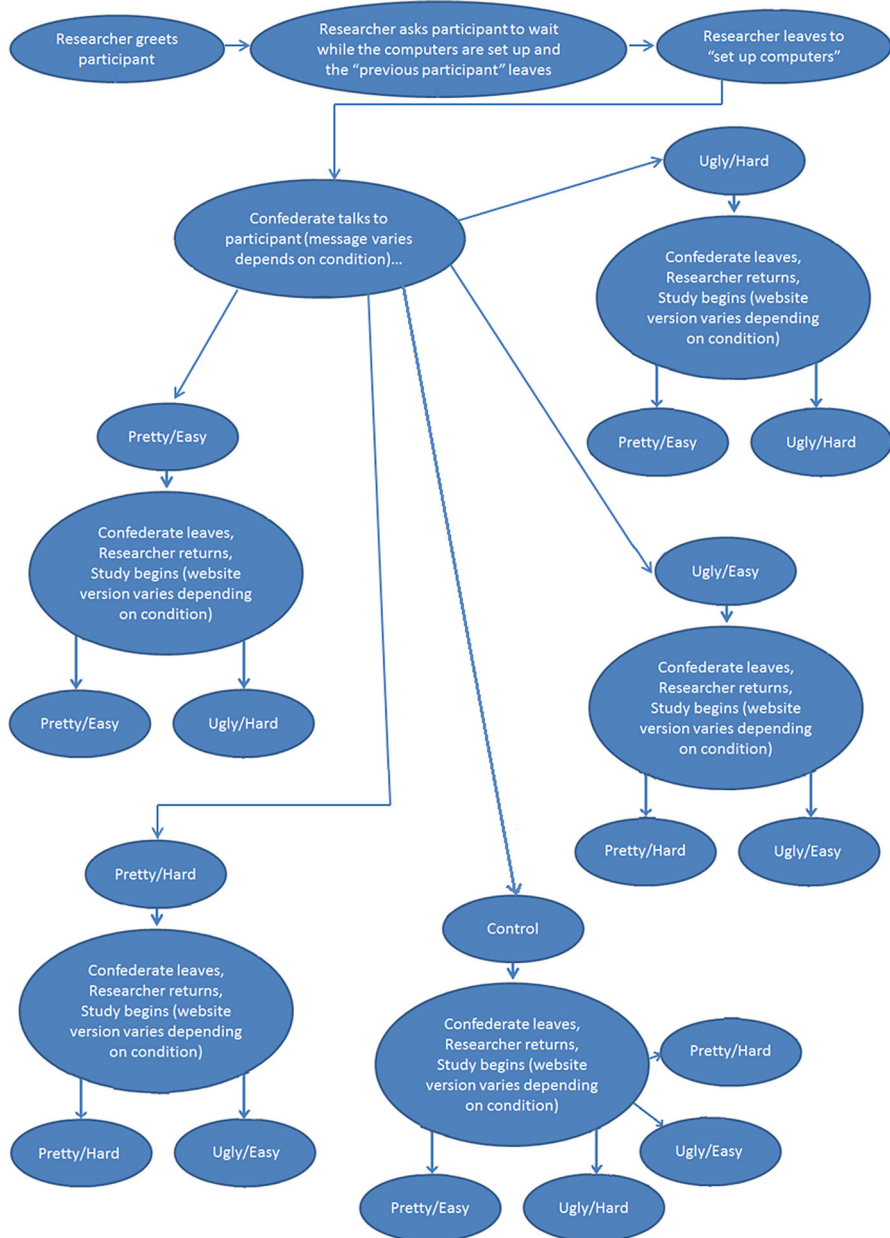 Researcher greets
participant
Researcher asks participant to wait
while the computers are set up and
the “previous participant” leaves
Researcher leaves to
“set up computers”
Ugly/Hard
Confederate talks to
participant (message varies
depends on condition)...
Confederate leaves,
Researcher returns,
Study begins (website
version varies depending
on condition)
Pretty/Easy
Ugly/Hard
Pretty/Easy
Confederate leaves,
Researcher returns,
Study begins (website
version varies depending
on condition)
Pretty/Easy
Ugly/Hard
Ugly/Easy
Confederate leaves,
Researcher returns,
Study begins (website
version varies depending
on condition)
Pretty/Hard
Ugly/Easy
Pretty/Hard
Confederate leaves,
Researcher returns,
Study begins (website
version varies depending
on condition)
Pretty/Hard
Ugly/Easy
Control
Confederate leaves,
Researcher returns,
Study begins (website
version varies depending
on condition)
Pretty/Hard
Ugly/Easy
Pretty/Easy
Ugly/Hard